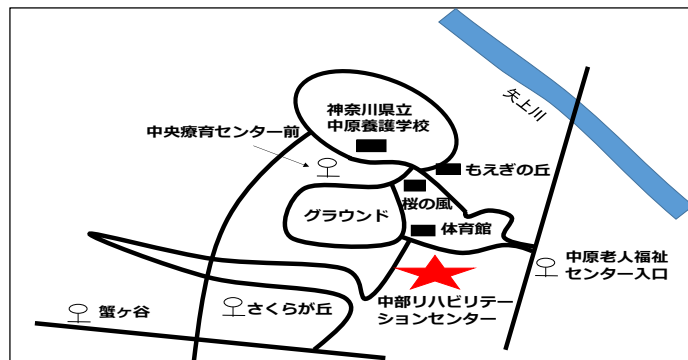 矢上川
神奈川県立
中原養護学校
中央療育センター前
もえぎの丘
桜の風
グラウンド
体育館
中原老人福祉
センター入口
中部リハビリテー
ションセンター
さくらが丘
蟹ヶ谷